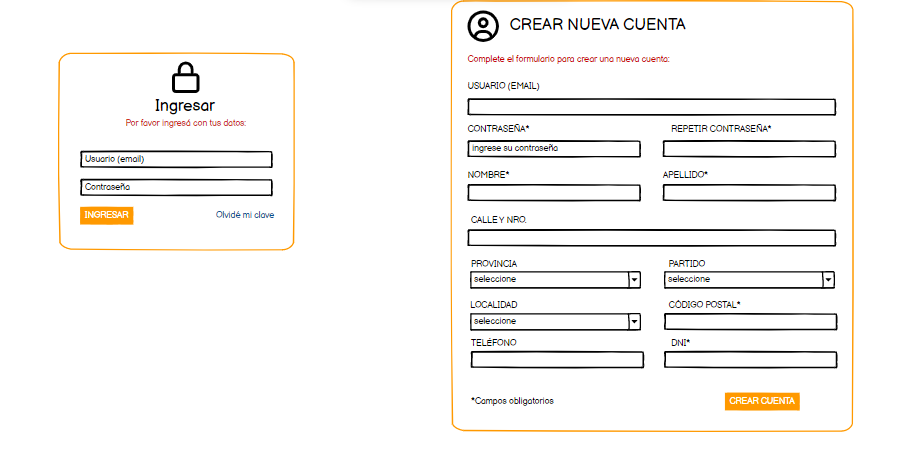 Ingresar
Por favor ingresá con tus datos:
Usuario (email)
Contraseña
INGRESAR
Olvidé mi clave
CREAR NUEVA CUENTA
Complete el formulario para crear una nueva cuenta:
USUARIO (EMAIL)
CONTRASEÑA* REPETIR CONTRASEÑA*
ingrese su contraseña
NOMBRE* APELLIDO*
CALLE Y NRO.
PROVINCIA PARTIDO
seleccione seleccione
LOCALIDAD CÓDIGO POSTAL*
seleccione
TELÉFONO DNI*
*Campos obligatorios CREAR CUENTA